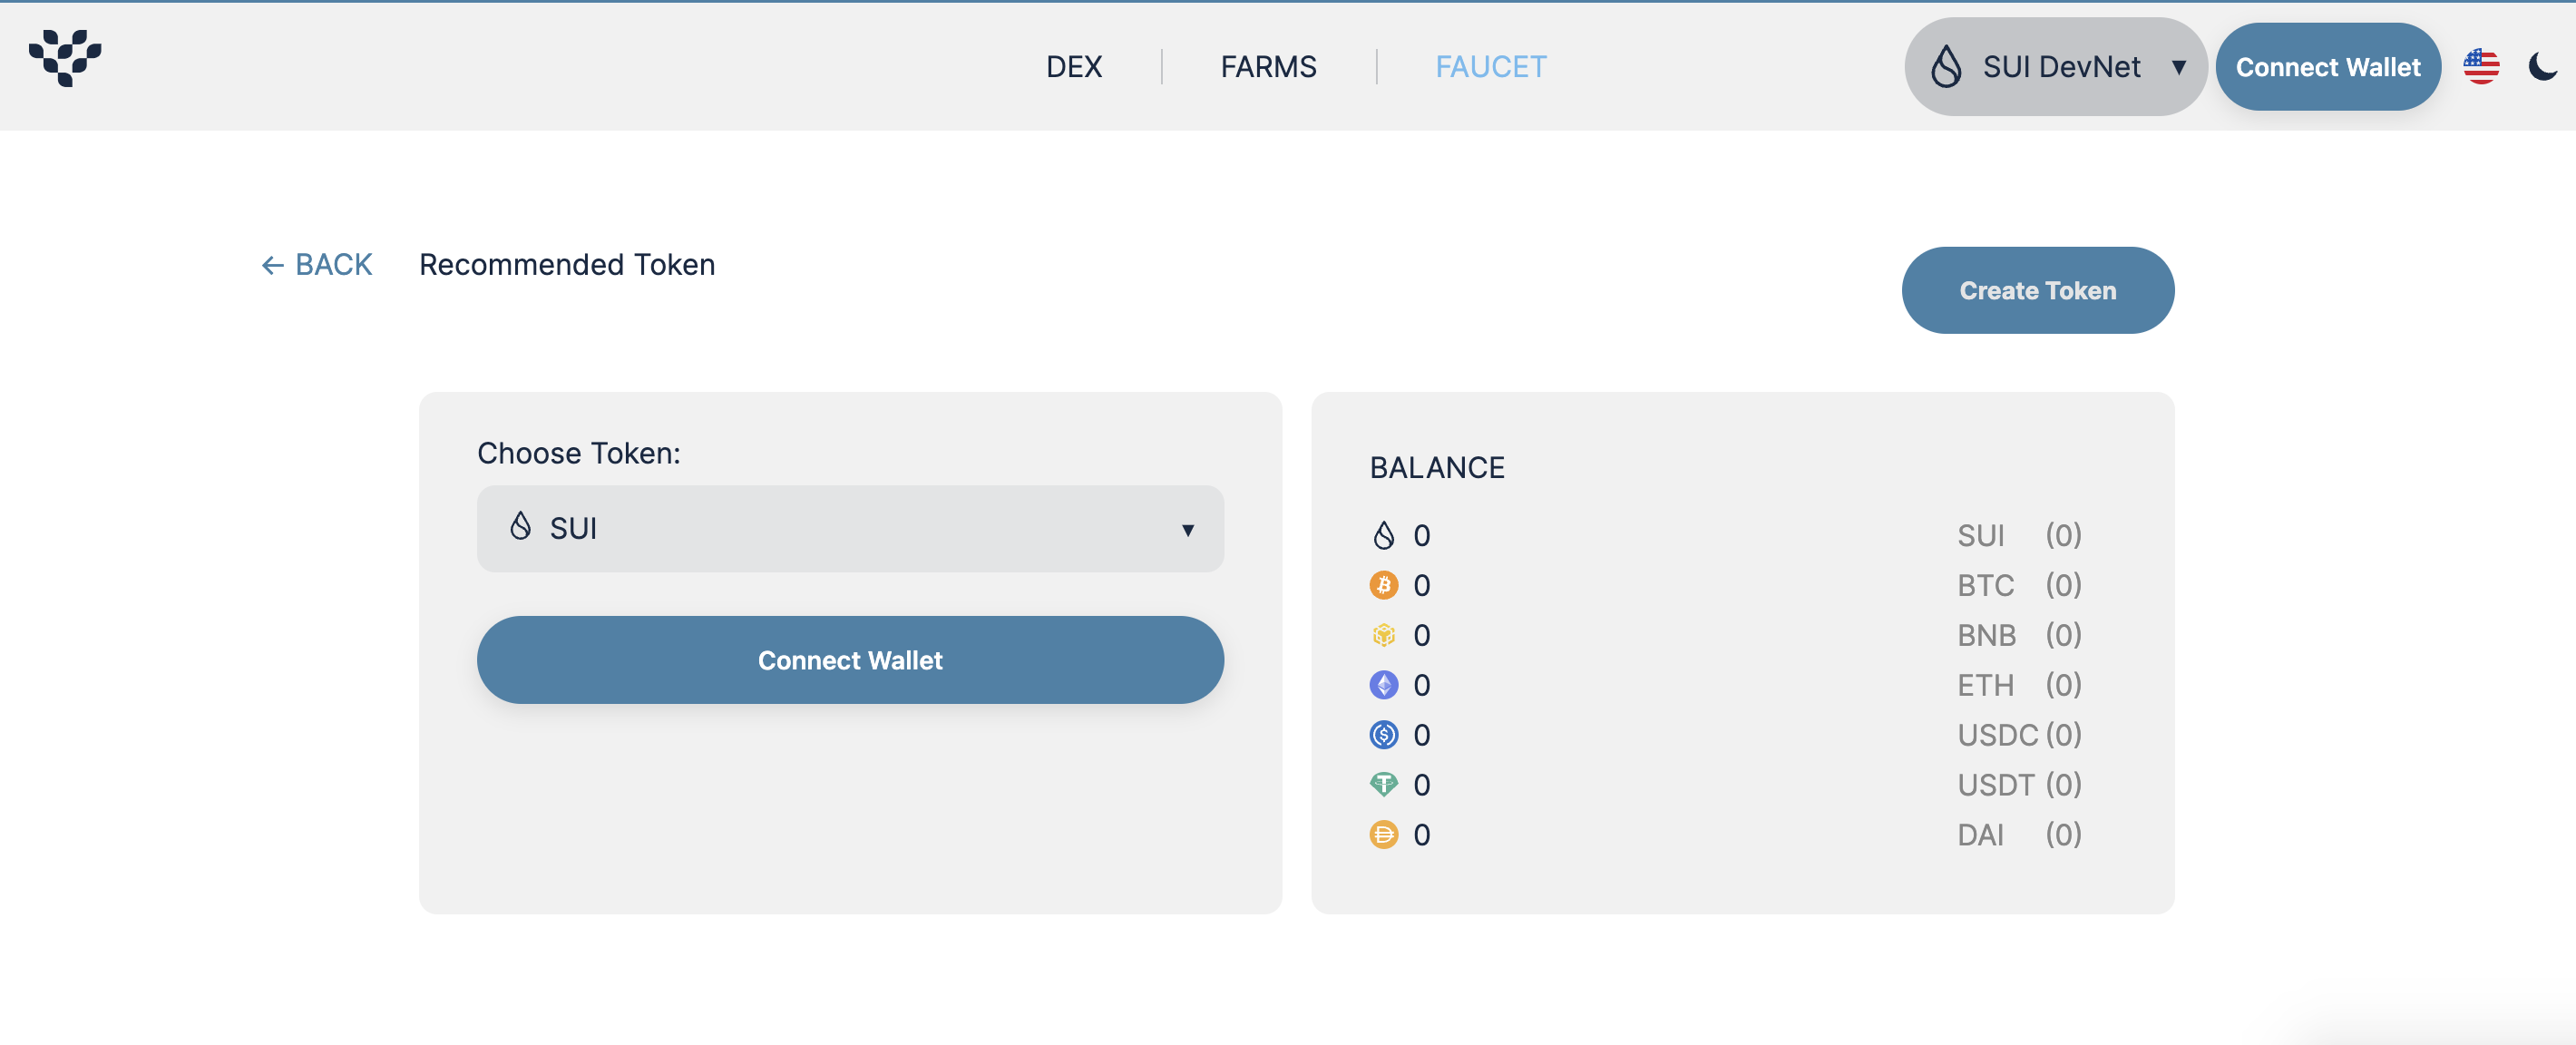 DEX FARMS FAUCET SUI DevNet ▼ Connect Wallet
← BACK Recommended Token Create Token
Choose Token:
SUI ▼
Connect Wallet
BALANCE
0 SUI (0)
0 BTC (0)
0 BNB (0)
0 ETH (0)
0 USDC (0)
0 USDT (0)
0 DAI (0)